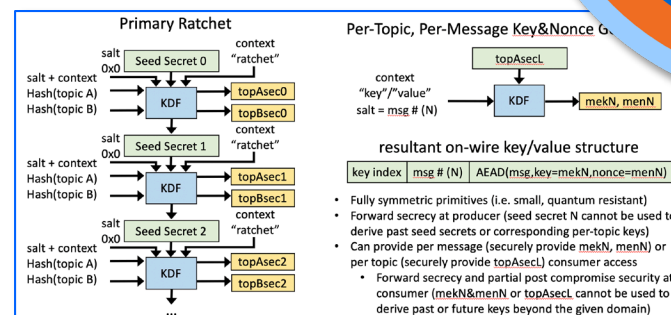 Primary Ratchet
salt
0x0
Seed Secret 0
context
"ratchet"
salt + context
Hash(topic A)
Hash(topic B)
KDF
topAsec0
topBsec0
salt
0x0
Seed Secret 1
context
"ratchet"
salt + context
Hash(topic A)
Hash(topic B)
KDF
topAsec1
topBsec1
salt
0x0
Seed Secret 2
context
"ratchet"
salt + context
Hash(topic A)
Hash(topic B)
KDF
topAsec2
topBsec2
...
Per-Topic, Per-Message Key&Nonce
topAsecL
context
"key"/"value"
salt = msg # (N)
KDF
mekN, menN
resultant on-wire key/value structure
key index | msg # (N) | AEAD(msg,key=mekN,nonce=menN)
• Fully symmetric primitives (i.e. small, quantum resistant)
• Forward secrecy at producer (seed secret N cannot be used to
derive past seed secrets or corresponding per-topic keys)
• Can provide per message (securely provide mekN, menN) or
per topic (securely provide topAsecL) consumer access
• Forward secrecy and partial post compromise security at
consumer (mekN&menN or topAsecL cannot be used to
derive past or future keys beyond the given domain)